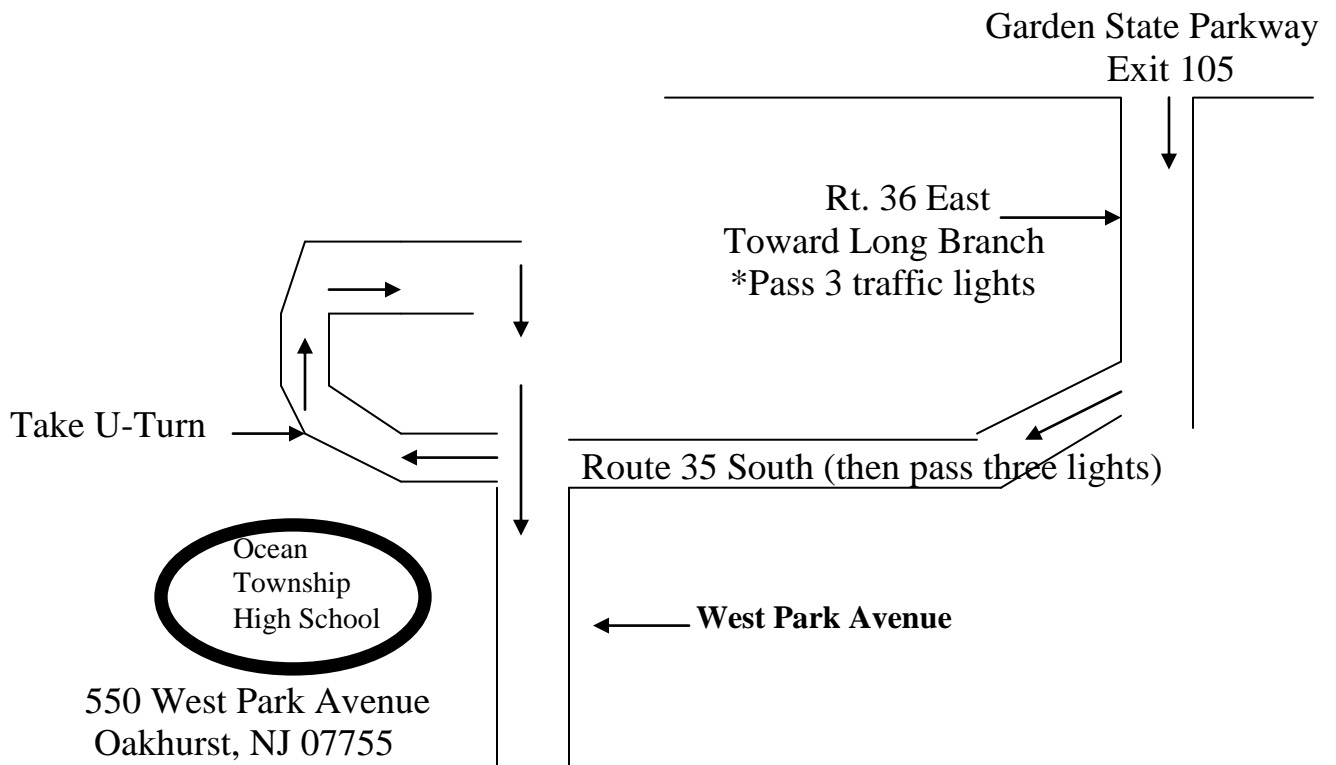 Garden State Parkway
Exit 105
Rt. 36 East
Toward Long Branch
*Pass 3 traffic lights
Take U-Turn
Route 35 South (then pass three lights)
Ocean
Township
High School
West Park Avenue
550 West Park Avenue
Oakhurst, NJ 07755